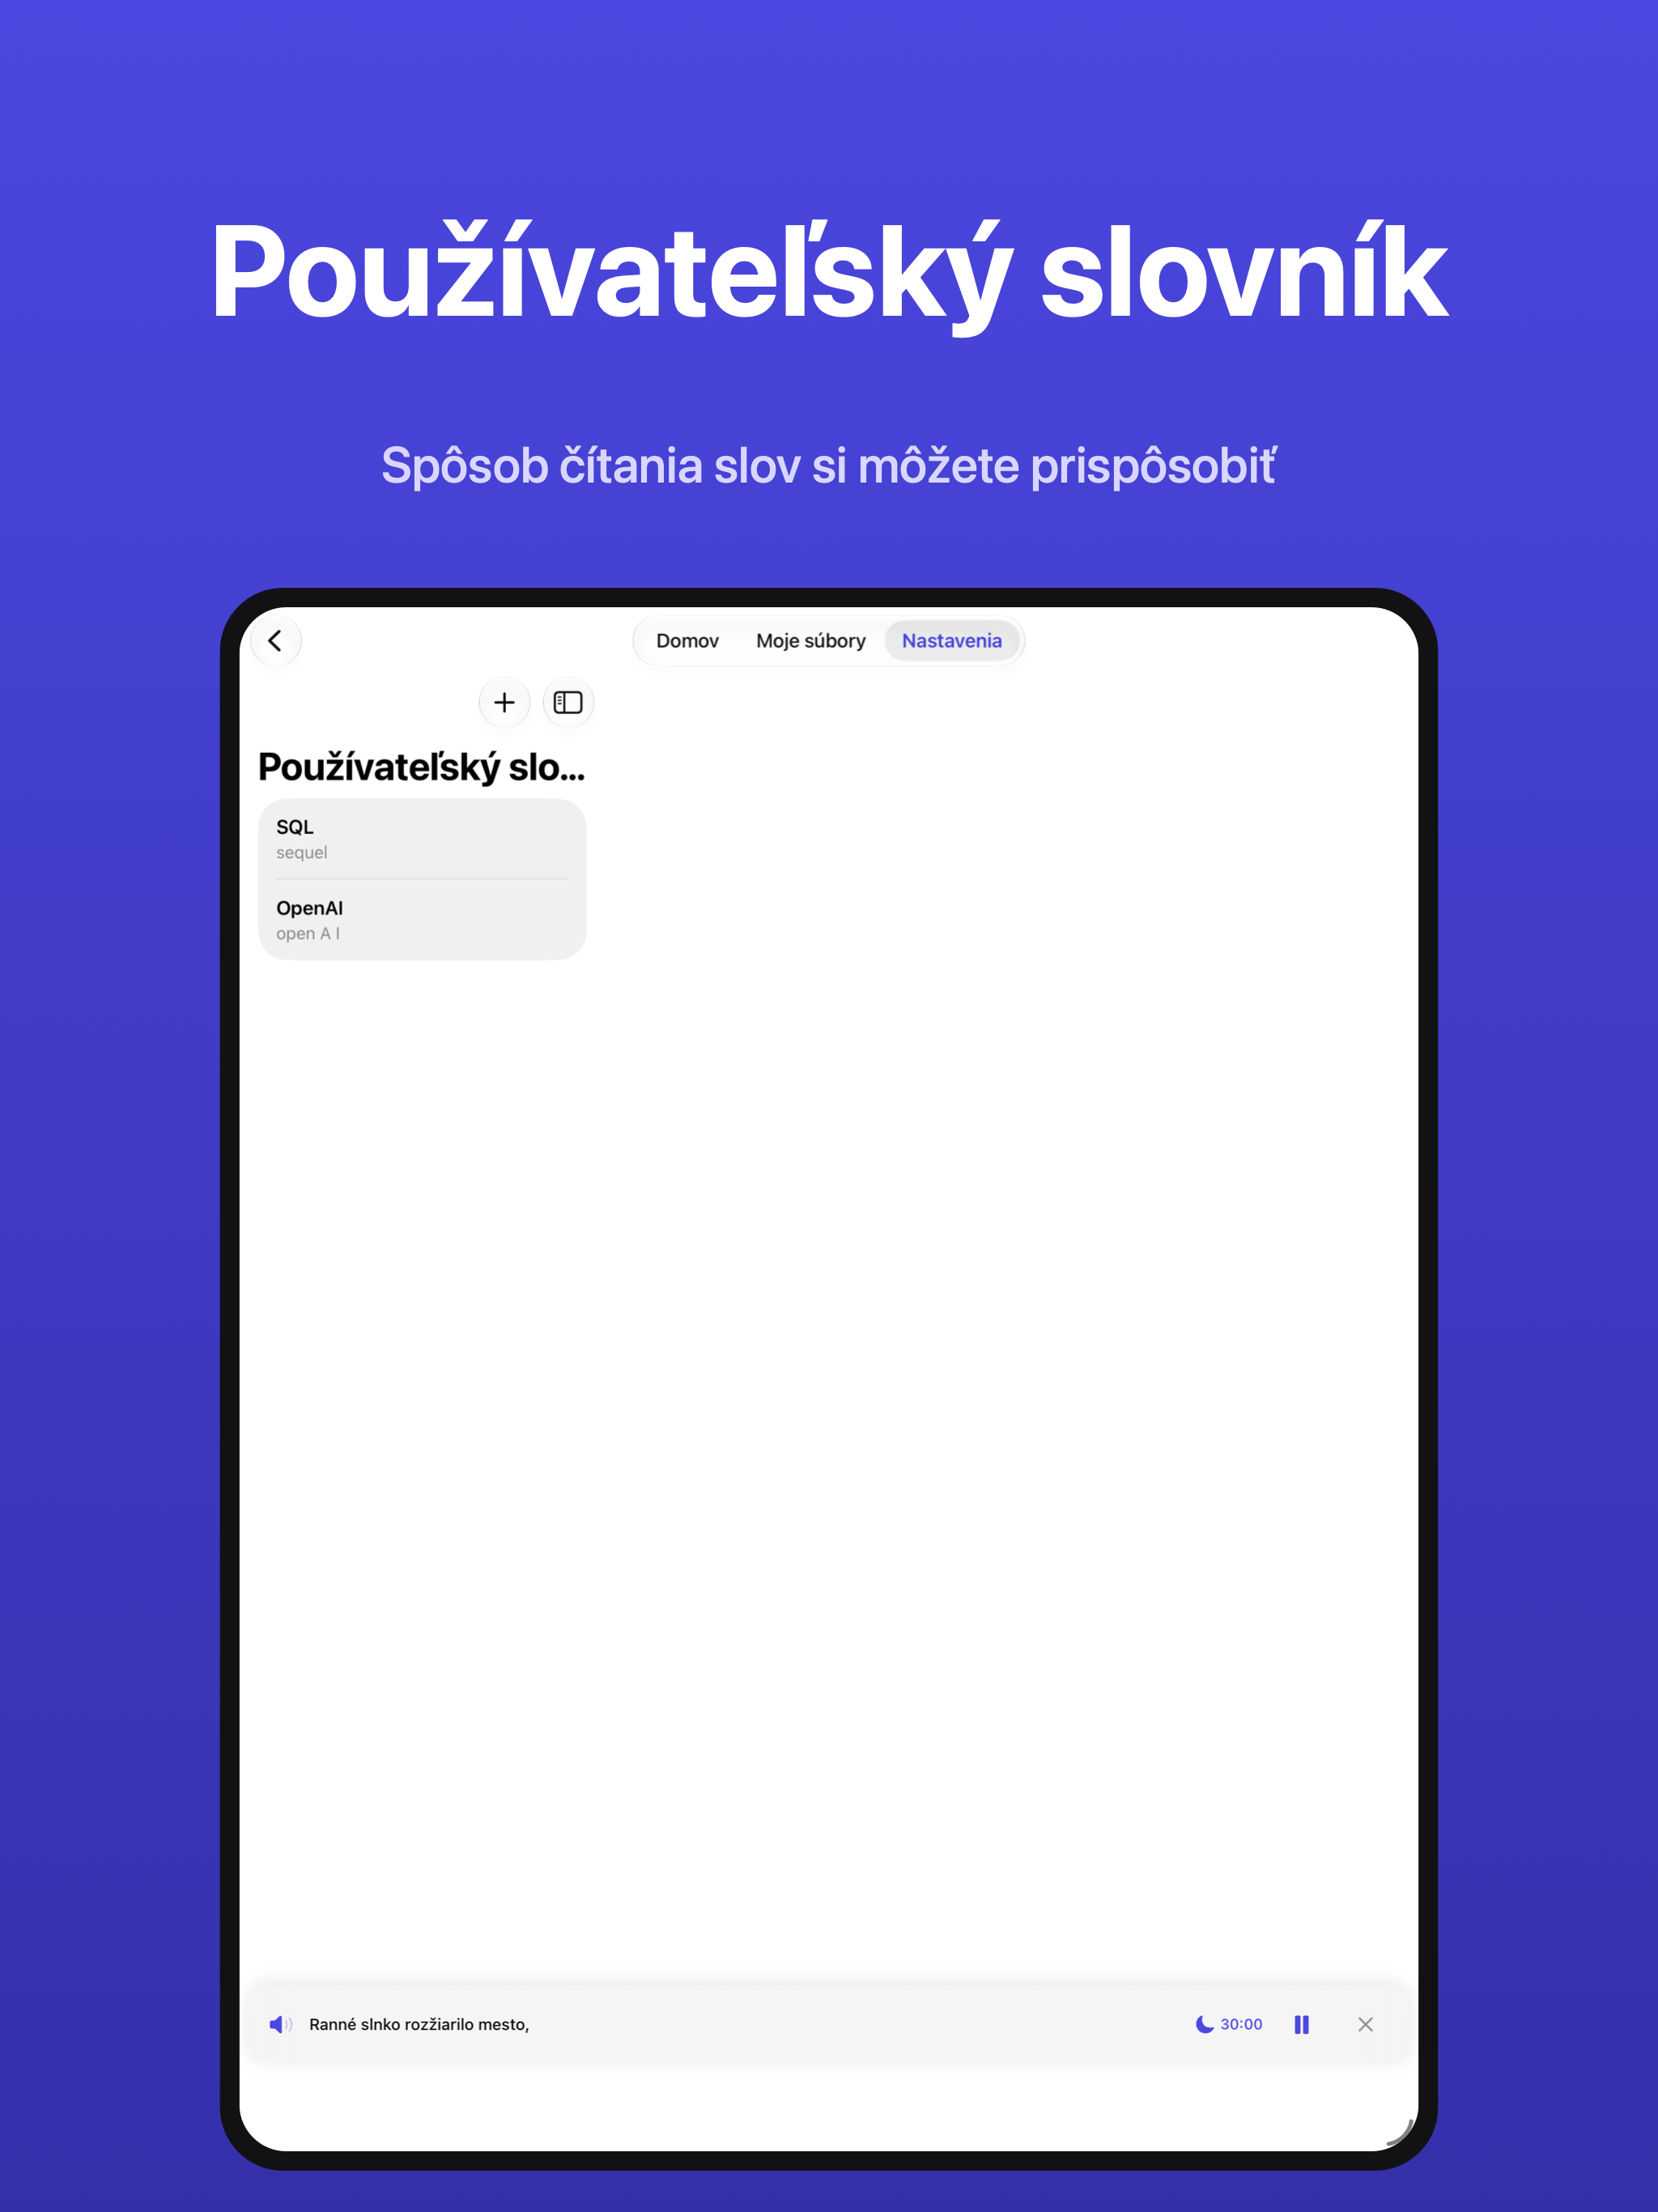 Používateľský slovník
Spôsob čítania slov si môžete prispôsobiť
Domov Moje súbory Nastavenia
Používateľský slo...
SQL
sequel
OpenAI
open A I
Ranné slnko rozžiarilo mesto, 30:00